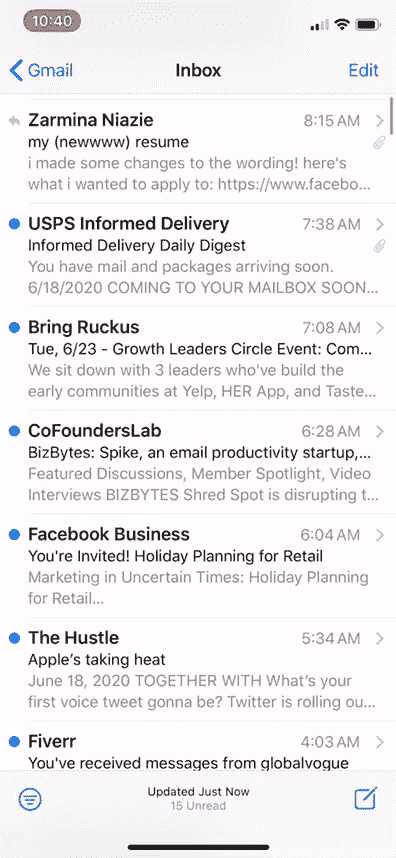 10:40
Gmail Inbox Edit
Zarmina Niazie 8:15 AM
my (newwww) resume
i made some changes to the wording! here's
what i wanted to apply to: https://www.facebo...
USPS Informed Delivery 7:38 AM
Informed Delivery Daily Digest
You have mail and packages arriving soon.
6/18/2020 COMING TO YOUR MAILBOX SOON...
Bring Ruckus 7:08 AM
Tue, 6/23 - Growth Leaders Circle Event: Com...
We sit down with 3 leaders who've build the
early communities at Yelp, HER App, and Taste...
CoFoundersLab 6:28 AM
BizBytes: Spike, an email productivity startup,...
Featured Discussions, Member Spotlight, Video
Interviews BIZBYTES Shred Spot is disrupting t...
Facebook Business 6:04 AM
You're Invited! Holiday Planning for Retail
Marketing in Uncertain Times: Holiday Planning
for Retail...
The Hustle 5:34 AM
Apple's taking heat
June 18, 2020 TOGETHER WITH What's your
first voice tweet gonna be? Twitter is rolling ou...
Fiverr 4:03 AM
You've received messages from globalvogue
Updated Just Now
15 Unread